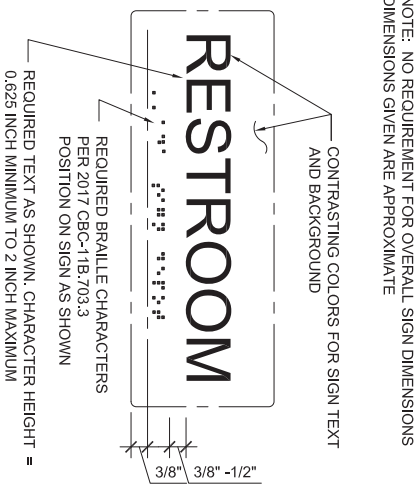 NOTE: NO REQUIREMENT FOR OVERALL SIGN DIMENSIONS
DIMENSIONS GIVEN ARE APPROXIMATE
CONTRASTING COLORS FOR SIGN TEXT
AND BACKGROUND
RESTROOM
3/8" 3/8" -1/2"
REQUIRED BRAILLE CHARACTERS
PER 2017 CBC-11B.703.3
POSITION ON SIGN AS SHOWN
REQUIRED TEXT AS SHOWN. CHARACTER HEIGHT =
0.625 INCH MINIMUM TO 2 INCH MAXIMUM